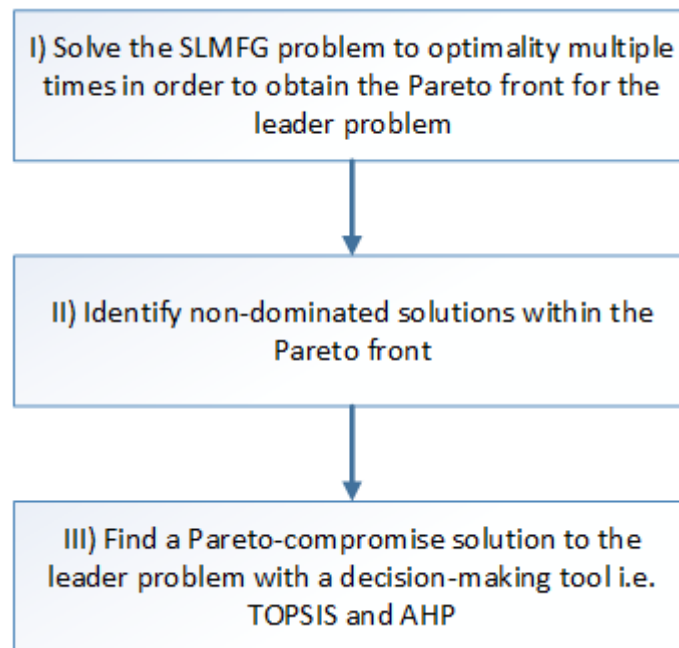 I) Solve the SLMFG problem to optimality multiple
times in order to obtain the Pareto front for the
leader problem
II) Identify non-dominated solutions within the
Pareto front
III) Find a Pareto-compromise solution to the
leader problem with a decision-making tool i.e.
TOPSIS and AHP